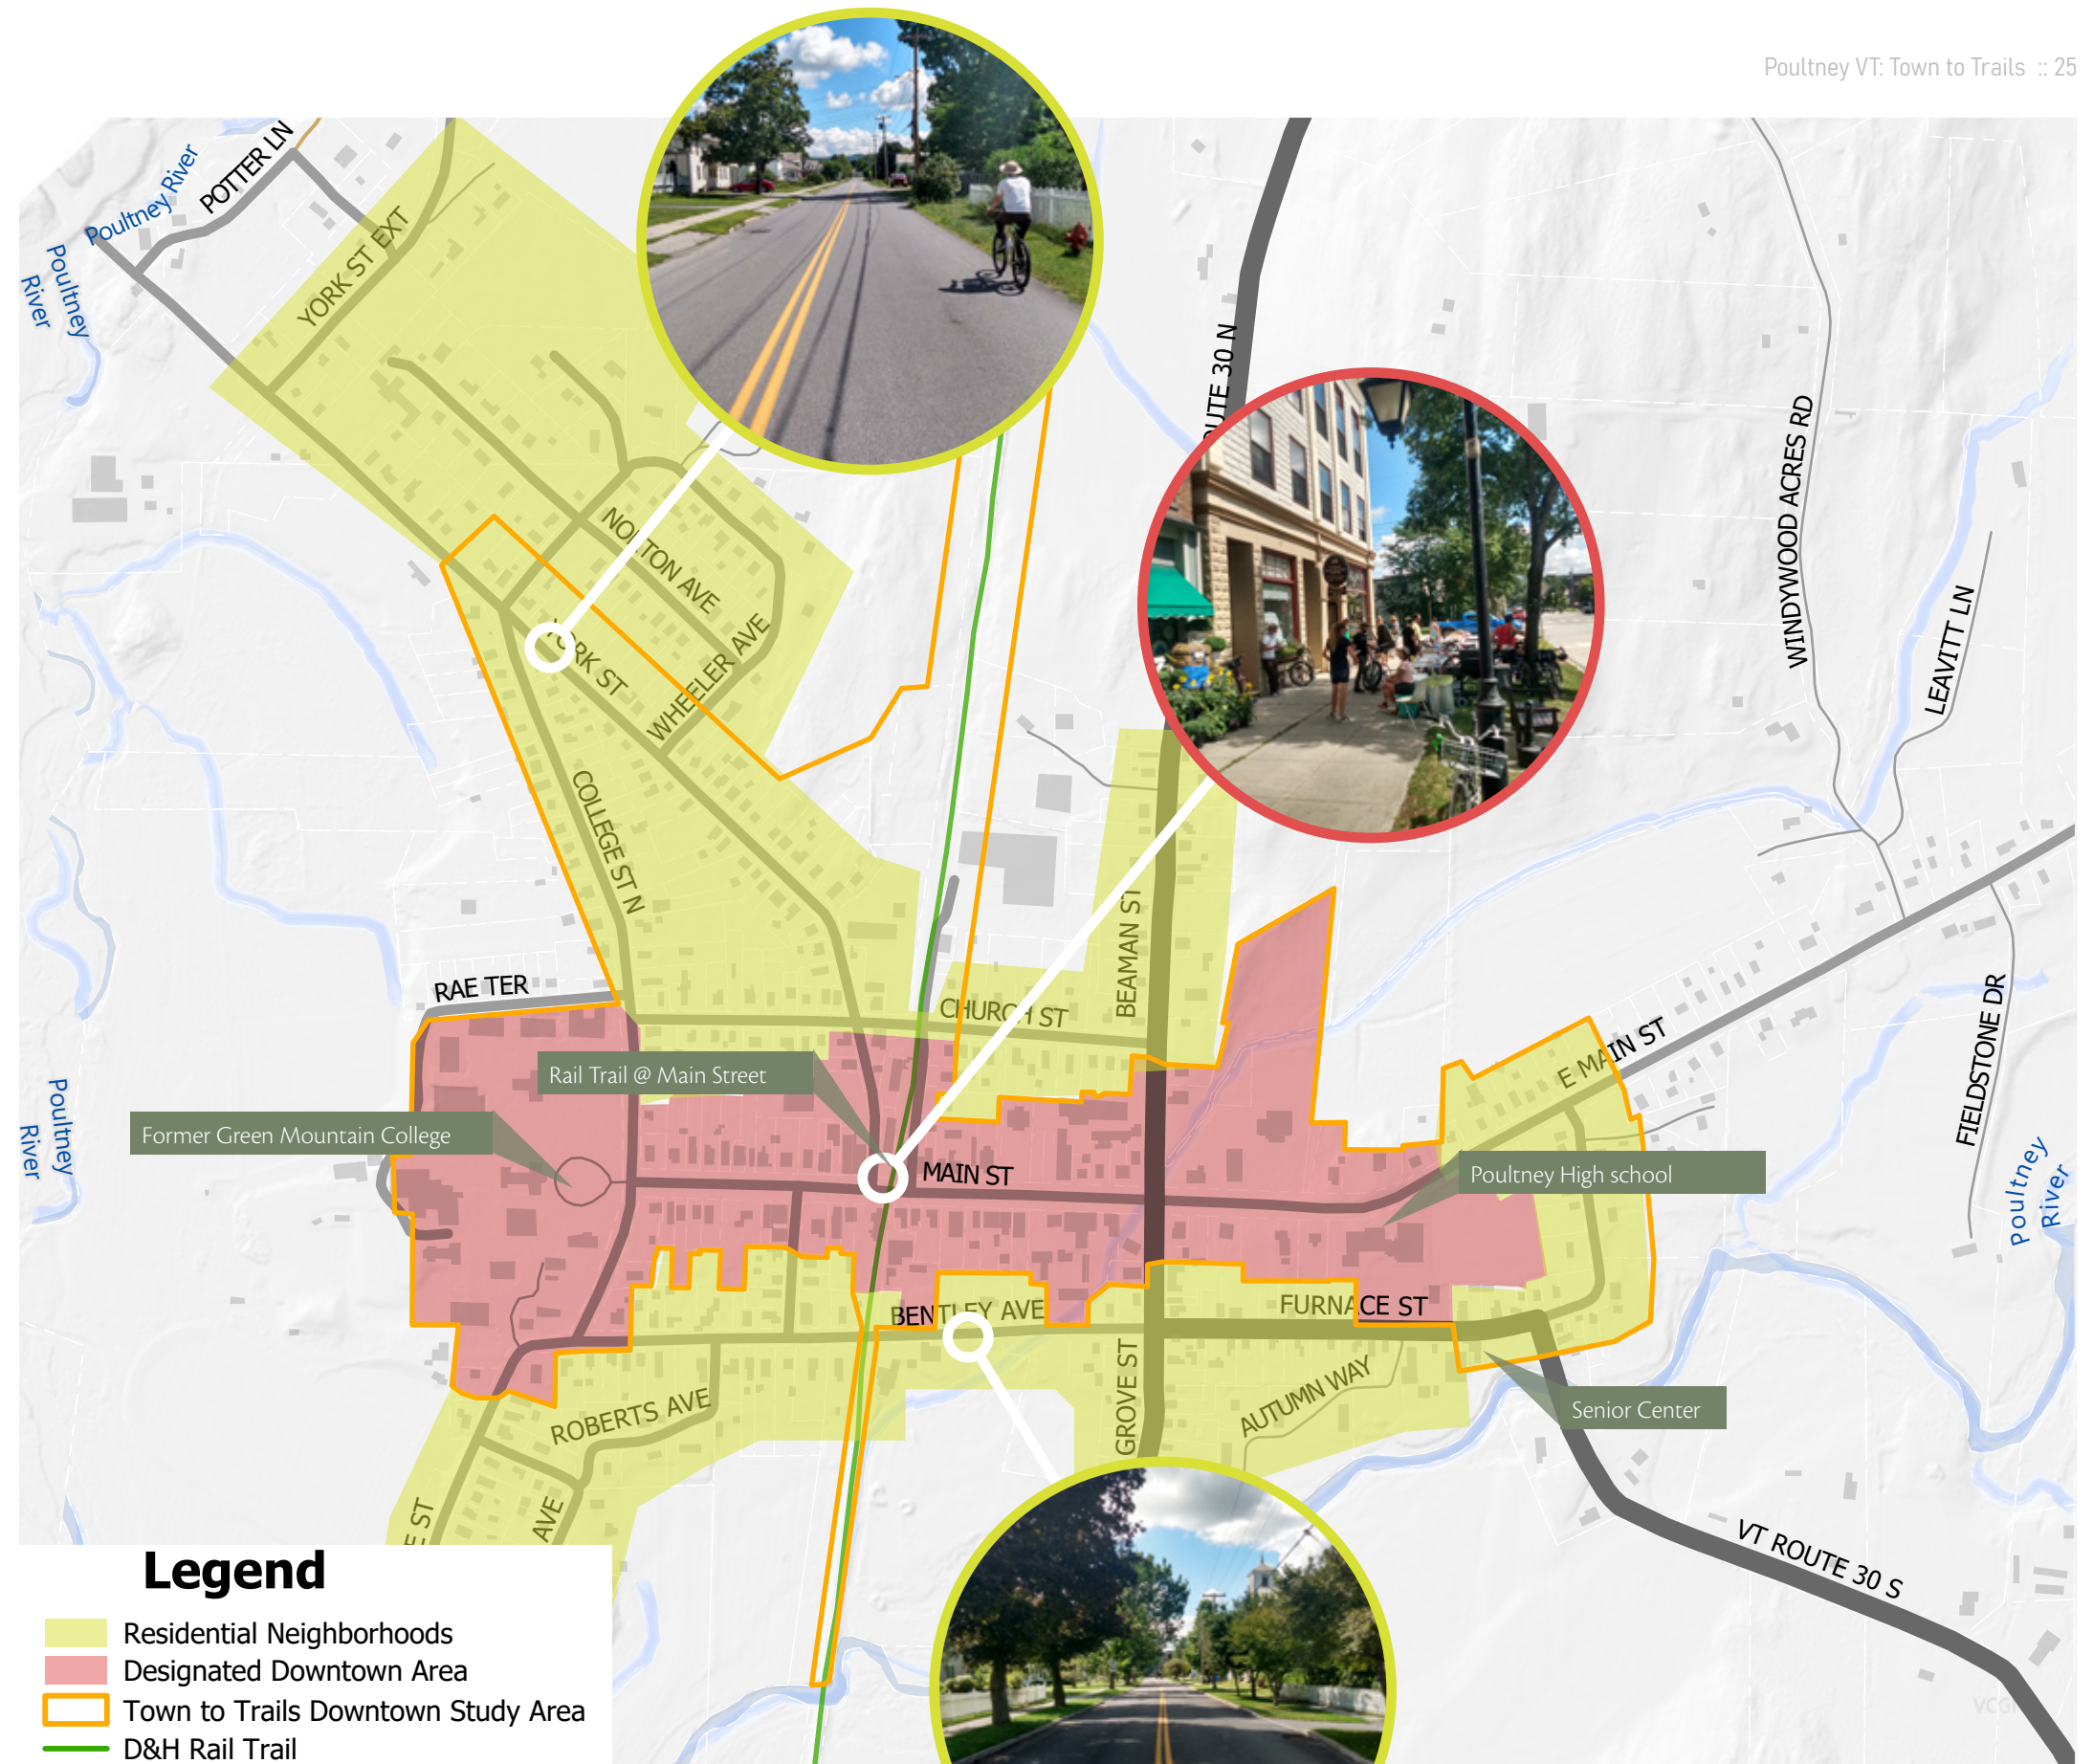 Poultney VT: Town to Trails :: 25
POTTER LN
Poultney River
Poultney
River
YORK ST EXT
UTE 30 N
WINDYWOOD ACRES RD
NORTON AVE
LEAVITT LN
YORK ST
WHEELER AVE
COLLEGE ST N
BEAMAN ST
RAE TER
CHURCH ST
FIELDSTONE DR
E MAIN ST
Rail Trail @ Main Street
Poultney
River
Former Green Mountain College
MAIN ST
Poultney High school
Poultney
River
BENTLEY AVE
FURNACE ST
GROVE ST
AUTUMN WAY
ROBERTS AVE
Senior Center
E ST
AVE
VT ROUTE 30 S
Legend
Residential Neighborhoods
Designated Downtown Area
Town to Trails Downtown Study Area
D&H Rail Trail